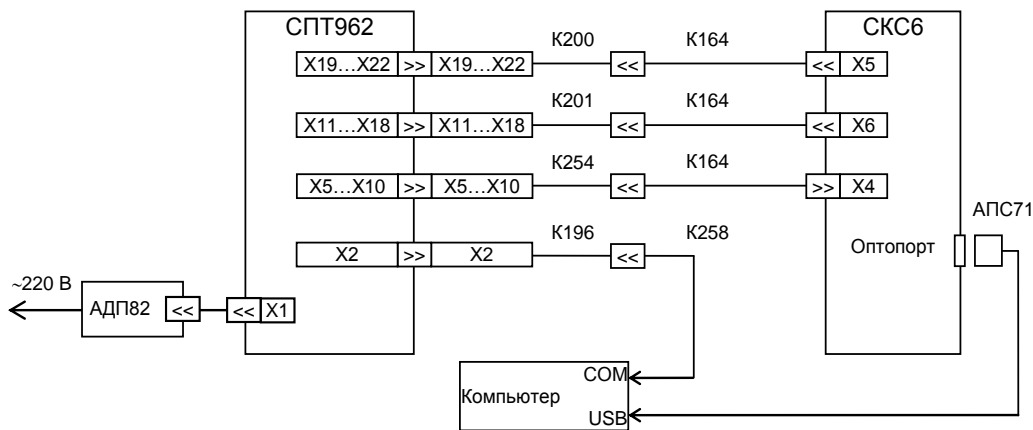 СПТ962
СКС6
К200
К164
X19...X22 >> X19...X22 << << X5
К201
К164
X11...X18 >> X11...X18 << << X6
К254
К164
X5...X10 >> X5...X10 << >> X4
АПС71
К196
К258
Оптопорт
X2 >> X2 <<
~220 В
АДП82 << << X1
COM
Компьютер
USB